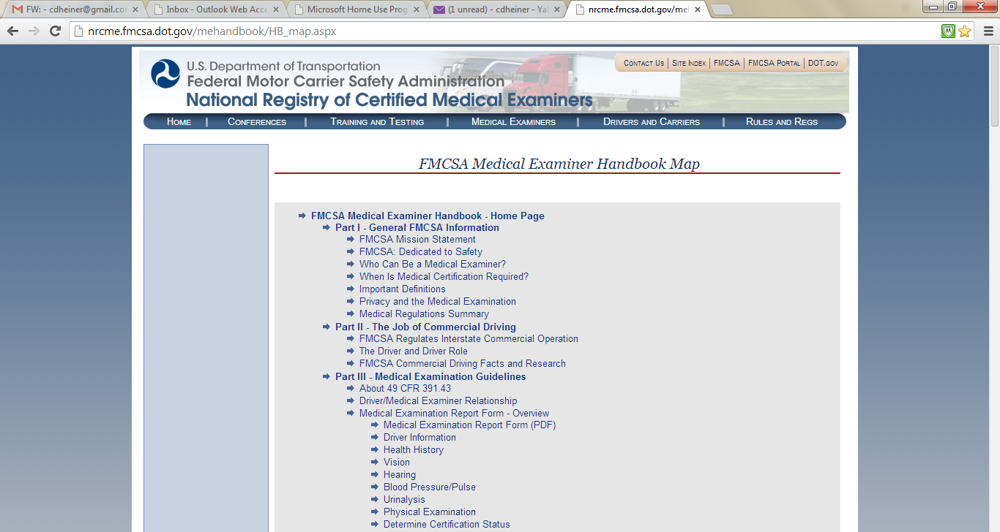 FW: - cdheiner@gmail.co
Inbox - Outlook Web Acce
Microsoft Home Use Prog
(1 unread) - cdheiner - Ya
nrcme.fmcsa.dot.gov/me
nrcme.fmcsa.dot.gov/mehandbook/HB_map.aspx
Contact Us | Site Index | FMCSA | FMCSA Portal | DOT.gov
U.S. Department of Transportation
Federal Motor Carrier Safety Administration
National Registry of Certified Medical Examiners
Home | Conferences | Training and Testing | Medical Examiners | Drivers and Carriers | Rules and Regs
FMCSA Medical Examiner Handbook Map
FMCSA Medical Examiner Handbook - Home Page
Part I - General FMCSA Information
FMCSA Mission Statement
FMCSA: Dedicated to Safety
Who Can Be a Medical Examiner?
When Is Medical Certification Required?
Important Definitions
Privacy and the Medical Examination
Medical Regulations Summary
Part II - The Job of Commercial Driving
FMCSA Regulates Interstate Commercial Operation
The Driver and Driver Role
FMCSA Commercial Driving Facts and Research
Part III - Medical Examination Guidelines
About 49 CFR 391.43
Driver/Medical Examiner Relationship
Medical Examination Report Form - Overview
Medical Examination Report Form (PDF)
Driver Information
Health History
Vision
Hearing
Blood Pressure/Pulse
Urinalysis
Physical Examination
Determine Certification Status